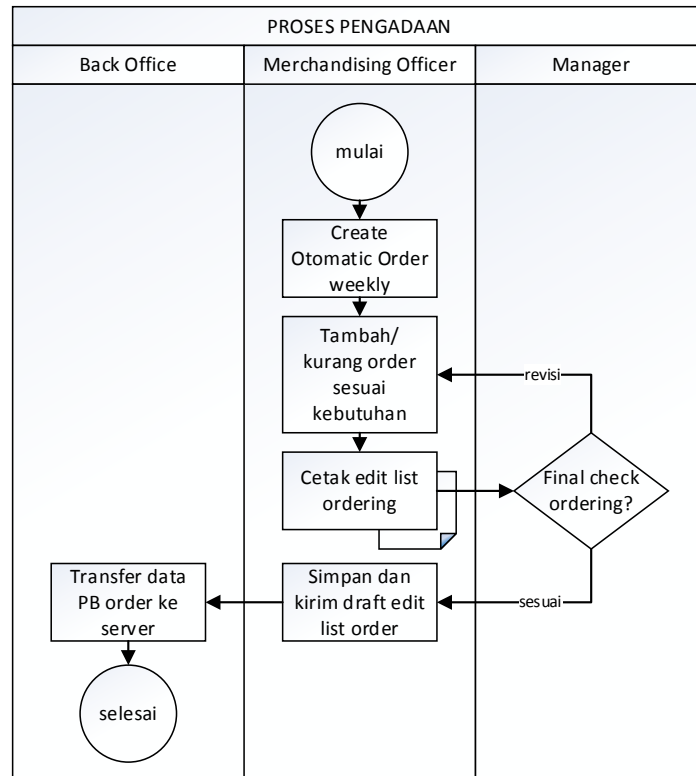 PROSES PENGADAAN
Back Office
Merchandising Officer
Manager
mulai
Create
Otomatic Order
weekly
Tambah/
kurang order
sesuai
kebutuhan
revisi
Cetak edit list
ordering
Final check
ordering?
Transfer data
PB order ke
server
Simpan dan
kirim draft edit
list order
sesuai
selesai